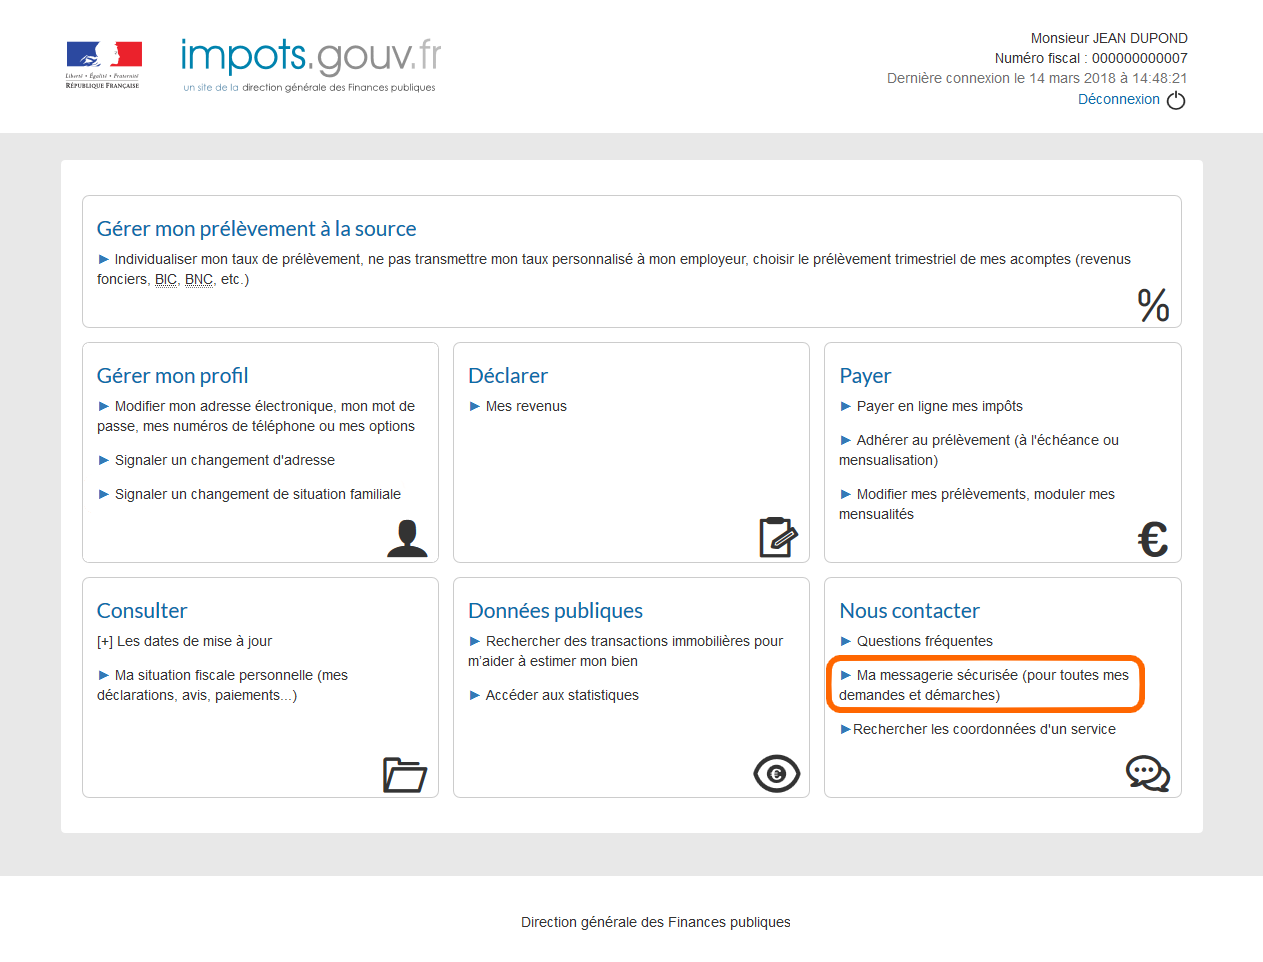 Liberté • Égalité • Fraternité
RÉPUBLIQUE FRANÇAISE
impots.gouv.fr
un site de la direction générale des Finances publiques
Monsieur JEAN DUPOND
Numéro fiscal : 000000000007
Dernière connexion le 14 mars 2018 à 14:48:21
Déconnexion
Gérer mon prélèvement à la source
► Individualiser mon taux de prélèvement, ne pas transmettre mon taux personnalisé à mon employeur, choisir le prélèvement trimestriel de mes acomptes (revenus
fonciers, BIC, BNC, etc.)
%
Gérer mon profil
► Modifier mon adresse électronique, mon mot de
passe, mes numéros de téléphone ou mes options
► Signaler un changement d'adresse
► Signaler un changement de situation familiale
Déclarer
► Mes revenus
Payer
► Payer en ligne mes impôts
► Adhérer au prélèvement (à l'échéance ou
mensualisation)
► Modifier mes prélèvements, moduler mes
mensualités
€
Consulter
[+] Les dates de mise à jour
► Ma situation fiscale personnelle (mes
déclarations, avis, paiements...)
Données publiques
► Rechercher des transactions immobilières pour
m'aider à estimer mon bien
► Accéder aux statistiques
€
Nous contacter
► Questions fréquentes
► Ma messagerie sécurisée (pour toutes mes
demandes et démarches)
►Rechercher les coordonnées d'un service
Direction générale des Finances publiques